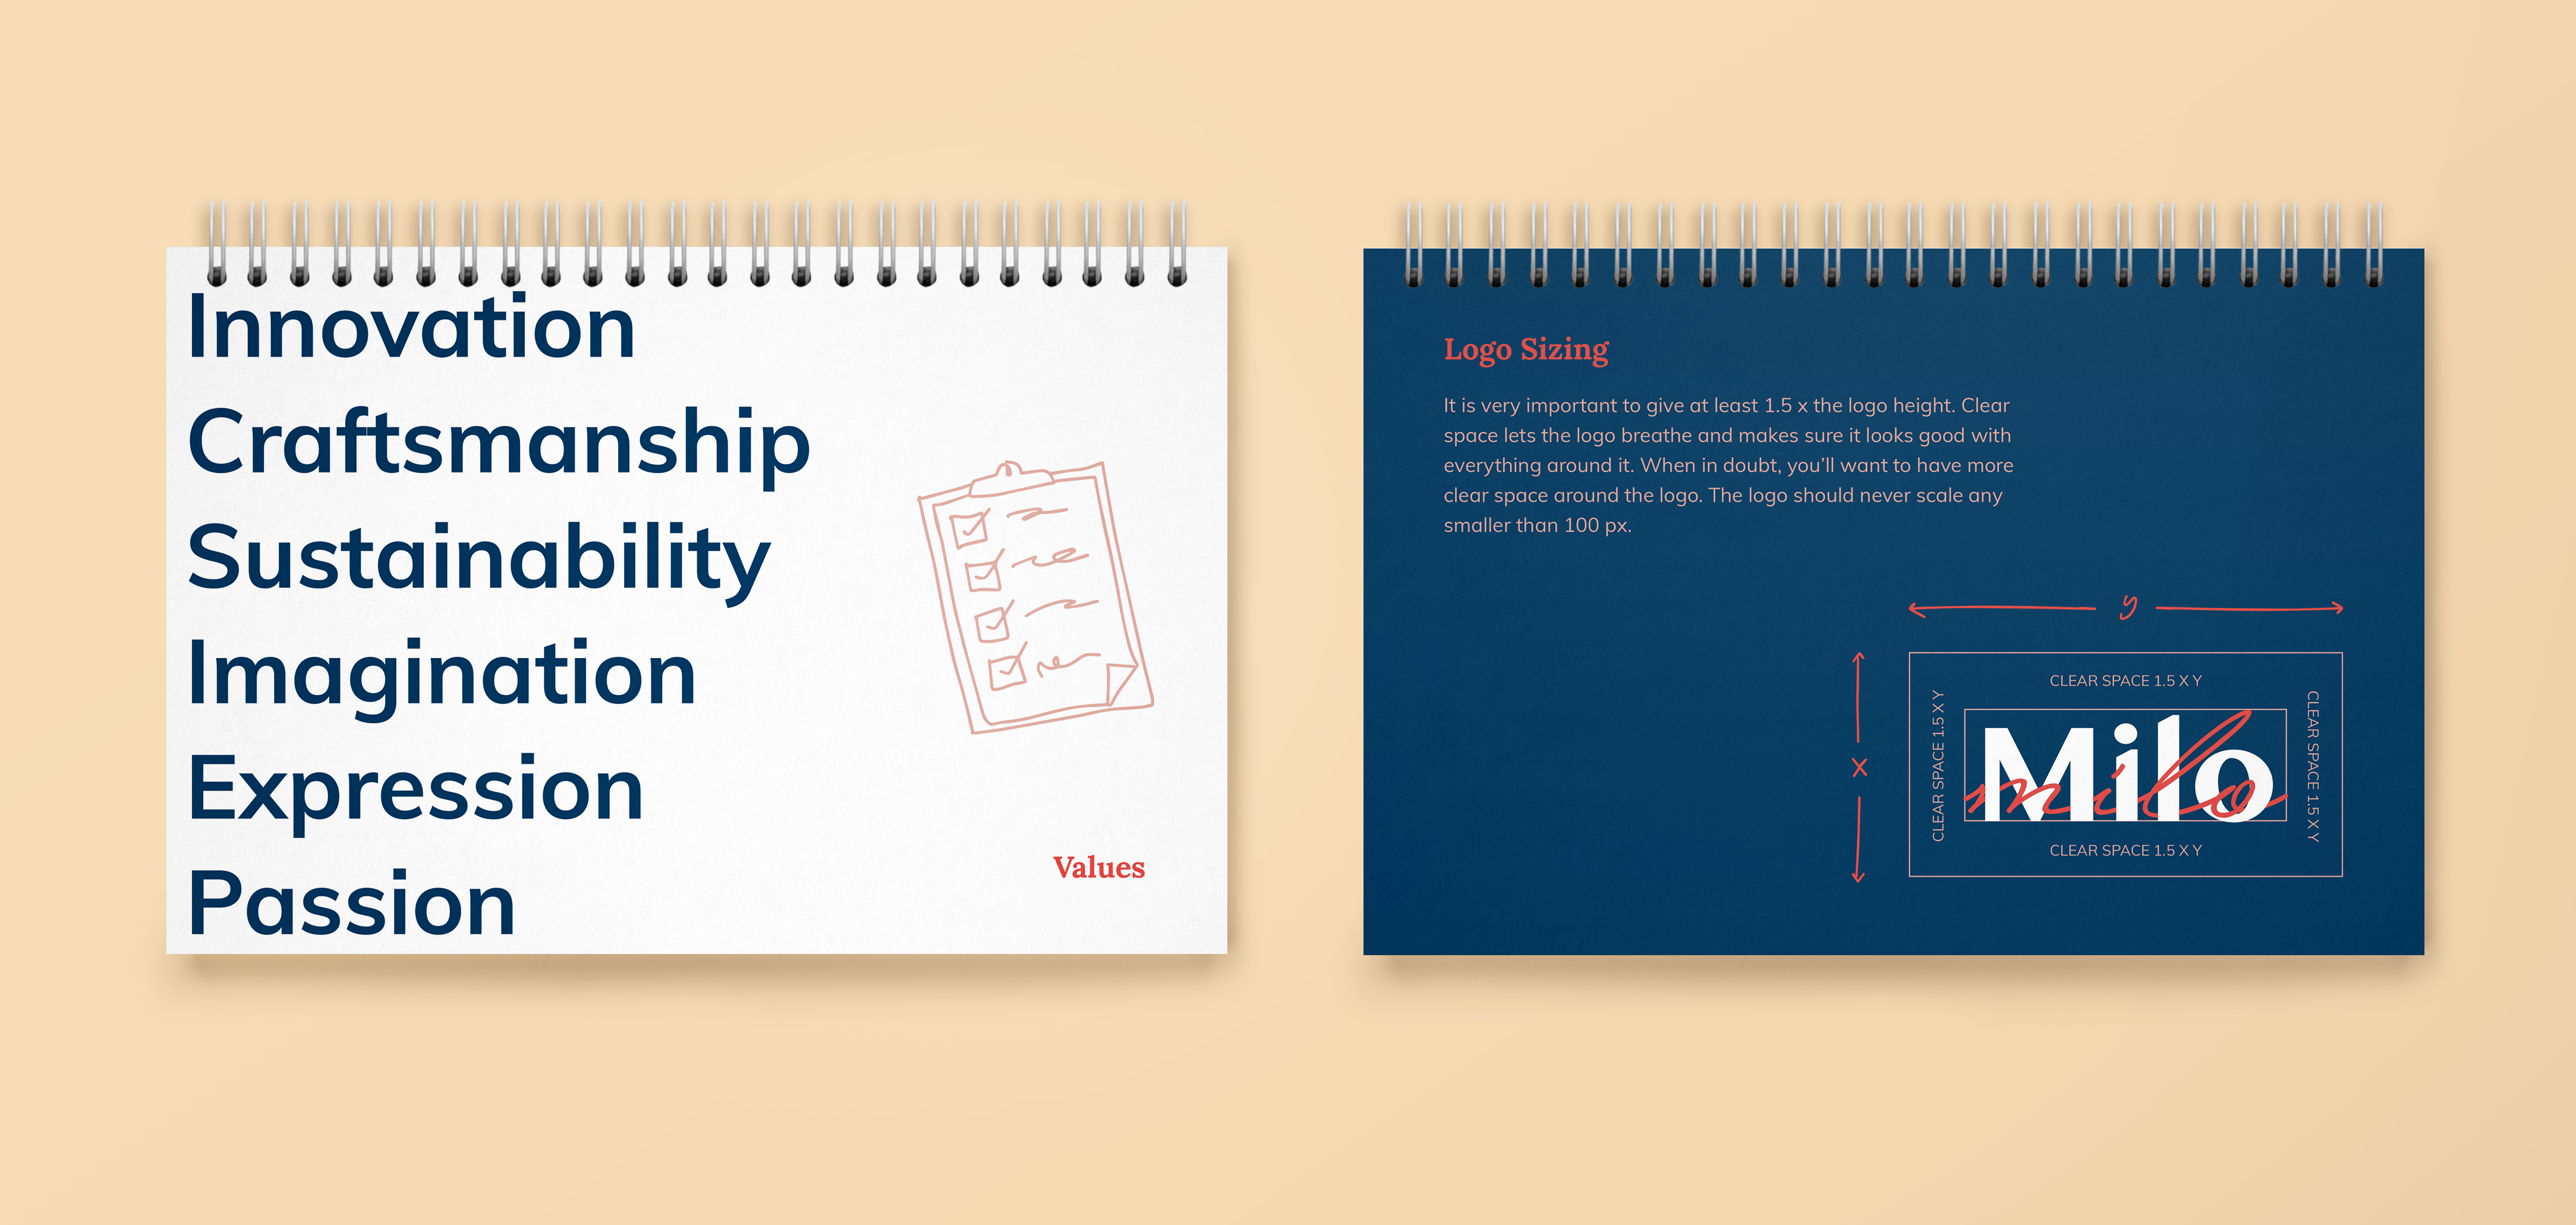 Innovation
Craftsmanship
Sustainability
Imagination
Expression
Passion
Values
Logo Sizing
It is very important to give at least 1.5 x the logo height. Clear
space lets the logo breathe and makes sure it looks good with
everything around it. When in doubt, you’ll want to have more
clear space around the logo. The logo should never scale any
smaller than 100 px.
y
x
CLEAR SPACE 1.5 X Y
CLEAR SPACE 1.5 X Y
Milo
milo
CLEAR SPACE 1.5 X Y
CLEAR SPACE 1.5 X Y